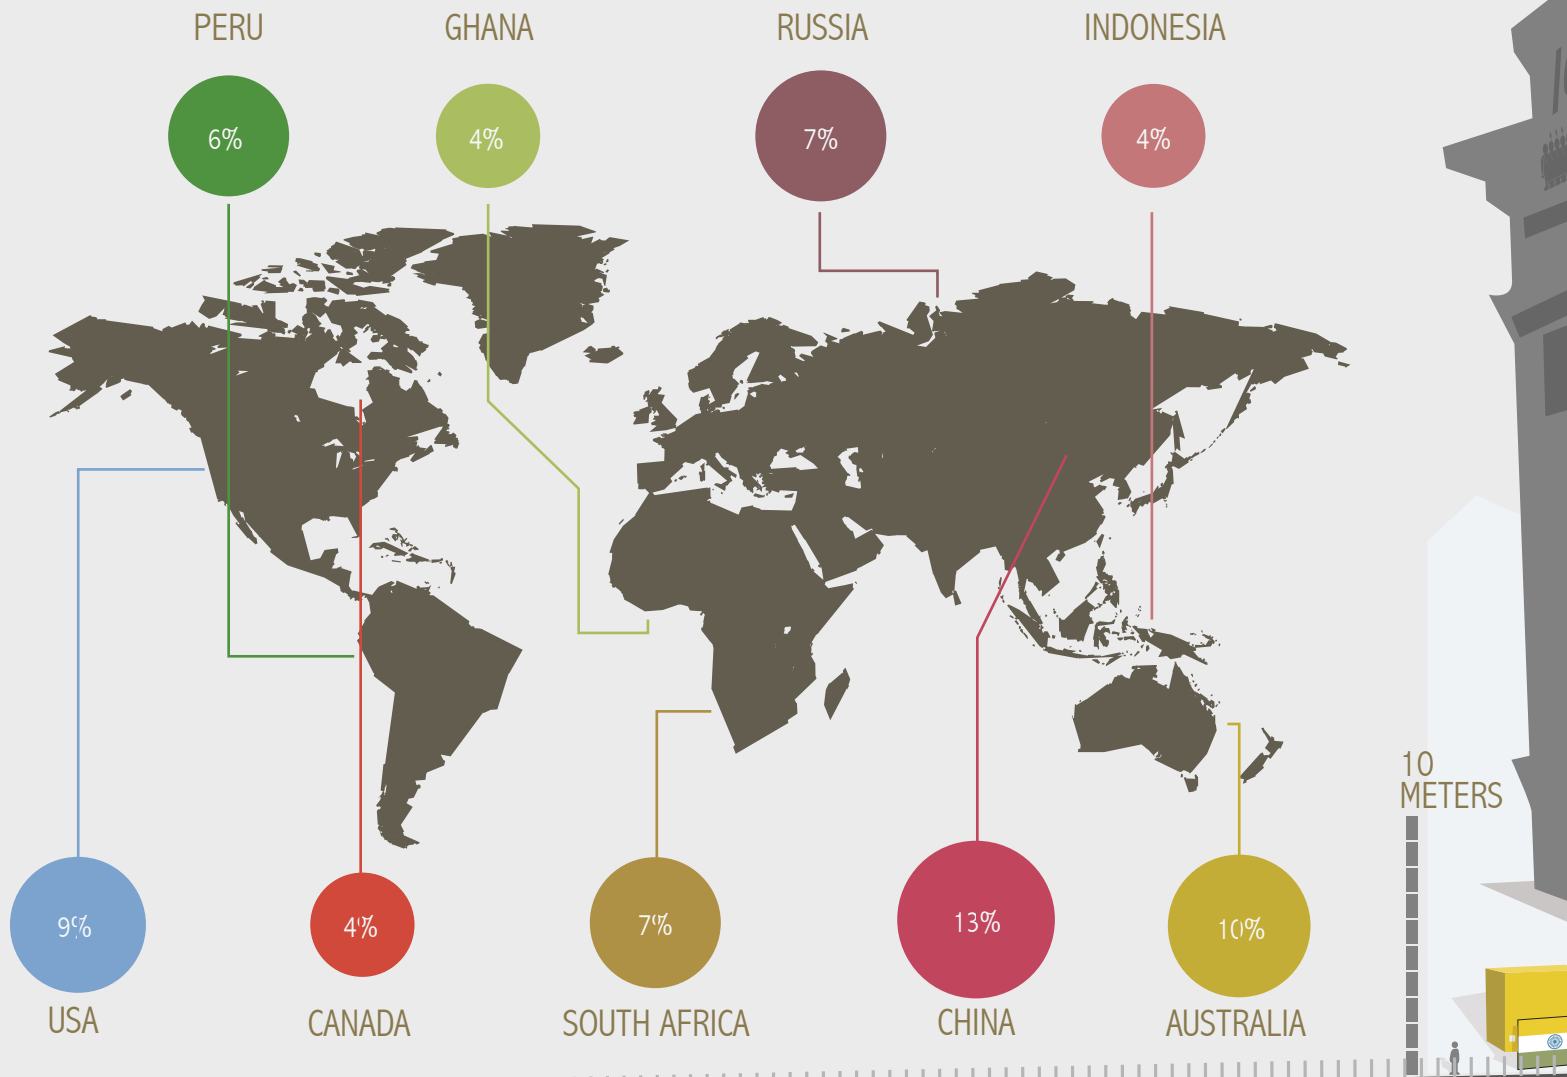 PERU
GHANA
RUSSIA
INDONESIA
6%
4%
7%
4%
10
METERS
9%
4%
7%
13%
10%
USA
CANADA
SOUTH AFRICA
CHINA
AUSTRALIA